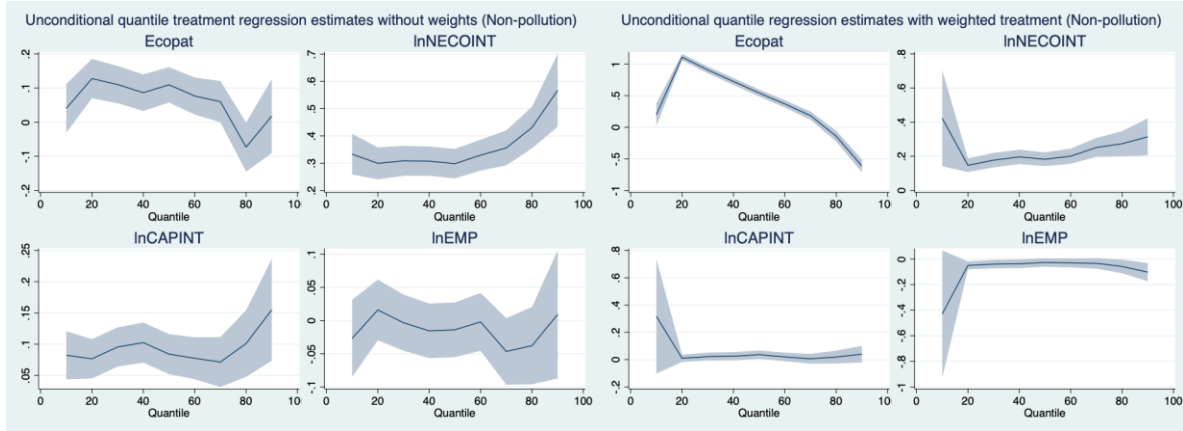 Unconditional quantile treatment regression estimates without weights (Non-pollution)
Ecopat
.2
.1
0
-.1
-.2
0 20 40 60 80 100
Quantile
lnNECOINT
.7
.6
.5
.4
.3
.2
0 20 40 60 80 100
Quantile
lnCAPINT
.25
.2
.15
.1
.05
0 20 40 60 80 100
Quantile
lnEMP
.1
.05
0
-.05
-.1
0 20 40 60 80 100
Quantile
Unconditional quantile regression estimates with weighted treatment (Non-pollution)
Ecopat
1
.5
0
-.5
-1
0 20 40 60 80 100
Quantile
lnNECOINT
.8
.6
.4
.2
0
0 20 40 60 80 100
Quantile
lnCAPINT
.8
.6
.4
.2
0
-.2
0 20 40 60 80 100
Quantile
lnEMP
0
-.2
-.4
-.6
-.8
-1
0 20 40 60 80 100
Quantile